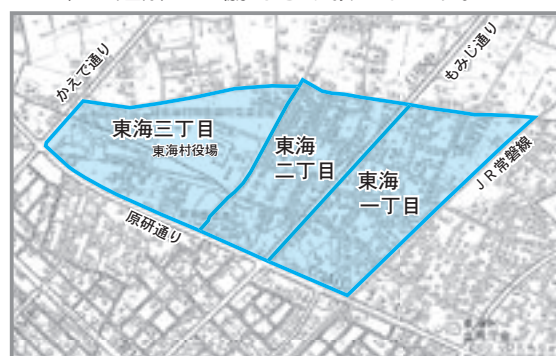 かえで通り
もみじ通り
東海三丁目
東海村役場
東海
二丁目
東海
一丁目
JR常磐線
原研通り